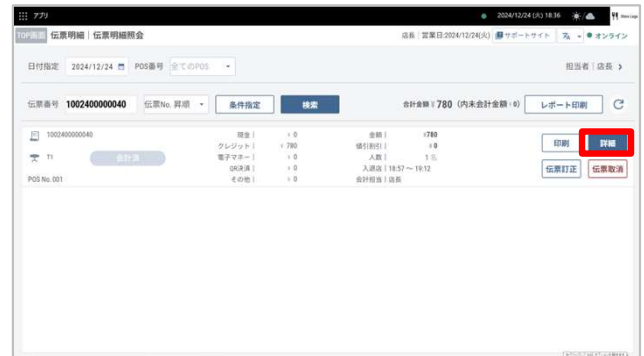 アプリ 2024/12/24 (火) 18:36
TOP画面 伝票明細｜伝票明細照会 店長｜営業日:2024/12/24(火) サポートサイト オンライン
日付指定 2024/12/24 POS番号 全てのPOS 担当者｜店長
伝票番号 1002400000040 伝票No. 昇順 条件指定 検索 合計金額：¥780（内未会計金額：0） レポート印刷
1002400000040 現金｜ ¥ 0 金額｜ ¥780
印刷 詳細
クレジット｜ ¥ 780 値引割引｜ ¥ 0
T1 会計済 電子マネー｜ ¥ 0 人数｜ 1 名
QR決済｜ ¥ 0 入退店｜18:57 ～ 19:12
伝票訂正 伝票取消
POS No. 001 その他｜ ¥ 0 会計担当｜店長